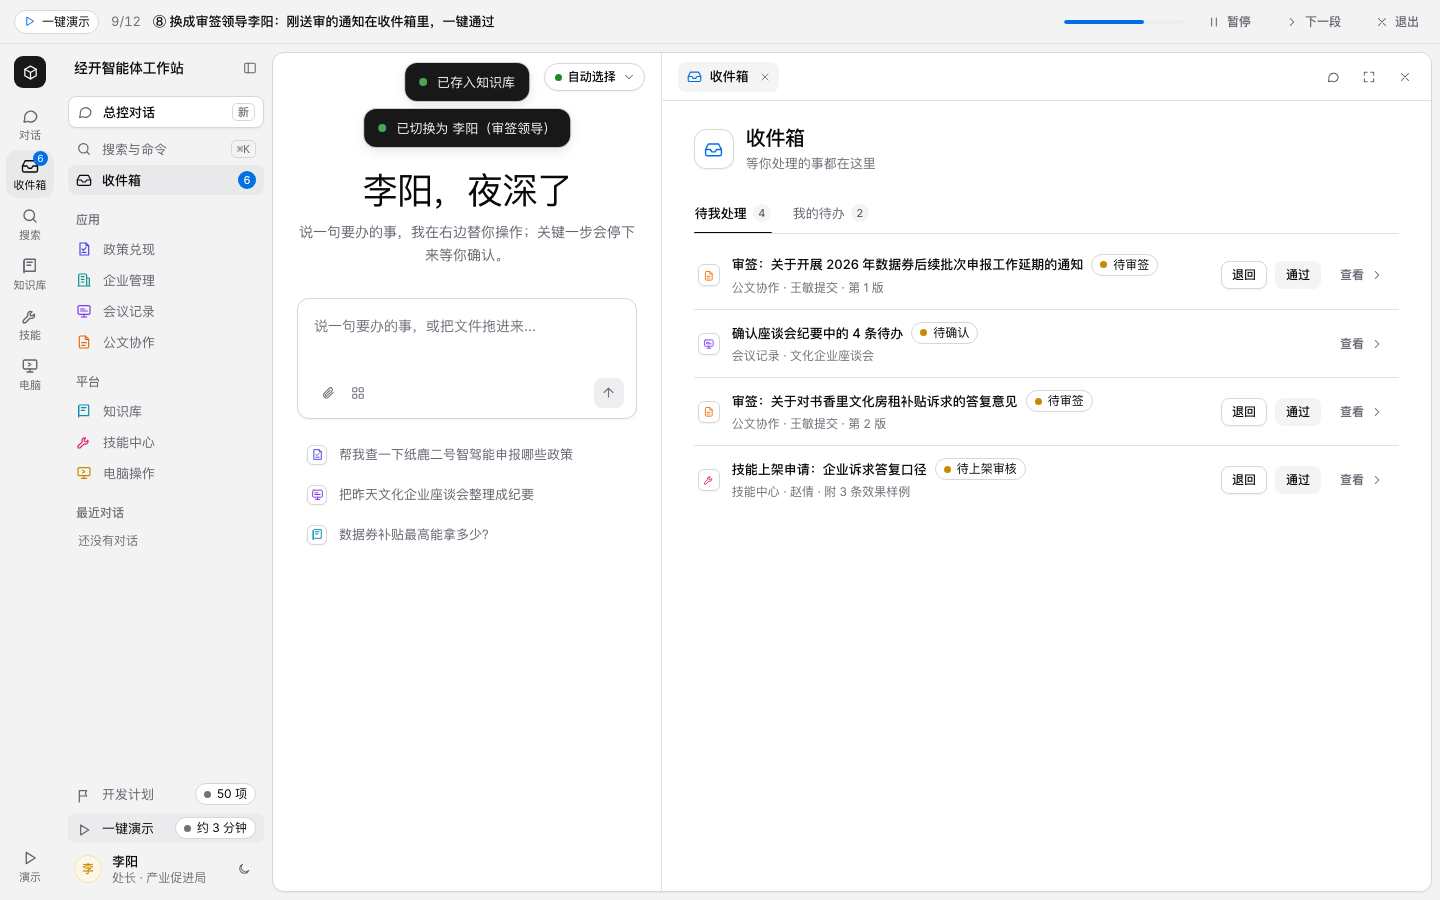 一键演示
9/12
⑧ 换成审签领导李阳：刚送审的通知在收件箱里，一键通过
暂停
下一段
退出
对话
6
收件箱
搜索
知识库
技能
电脑
演示
经开智能体工作站
总控对话
新
搜索与命令
⌘K
收件箱
6
应用
政策兑现
企业管理
会议记录
公文协作
平台
知识库
技能中心
电脑操作
最近对话
还没有对话
开发计划
50 项
一键演示
约 3 分钟
李
李阳
处长 · 产业促进局
已存入知识库
自动选择
已切换为 李阳（审签领导）
李阳，夜深了
说一句要办的事，我在右边替你操作；关键一步会停下
来等你确认。
说一句要办的事，或把文件拖进来...
帮我查一下纸鹿二号智驾能申报哪些政策
把昨天文化企业座谈会整理成纪要
数据券补贴最高能拿多少？
收件箱
收件箱
等你处理的事都在这里
待我处理
4
我的待办
2
审签：关于开展 2026 年数据券后续批次申报工作延期的通知
待审签
公文协作 · 王敏提交 · 第 1 版
退回
通过
查看
确认座谈会纪要中的 4 条待办
待确认
会议记录 · 文化企业座谈会
查看
审签：关于对书香里文化房租补贴诉求的答复意见
待审签
公文协作 · 王敏提交 · 第 2 版
退回
通过
查看
技能上架申请：企业诉求答复口径
待上架审核
技能中心 · 赵倩 · 附 3 条效果样例
退回
通过
查看